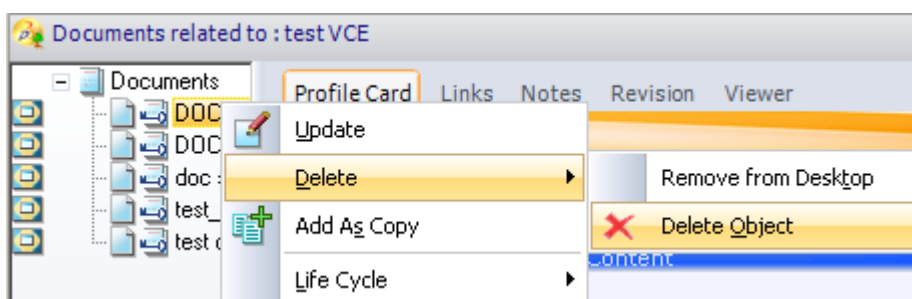 Documents related to : test VCE
Documents
Profile Card Links Notes Revision Viewer
DOC
DOC
doc :
test_
test
Update
Delete
Add As Copy
Life Cycle
Remove from Desktop
Delete Object
Content